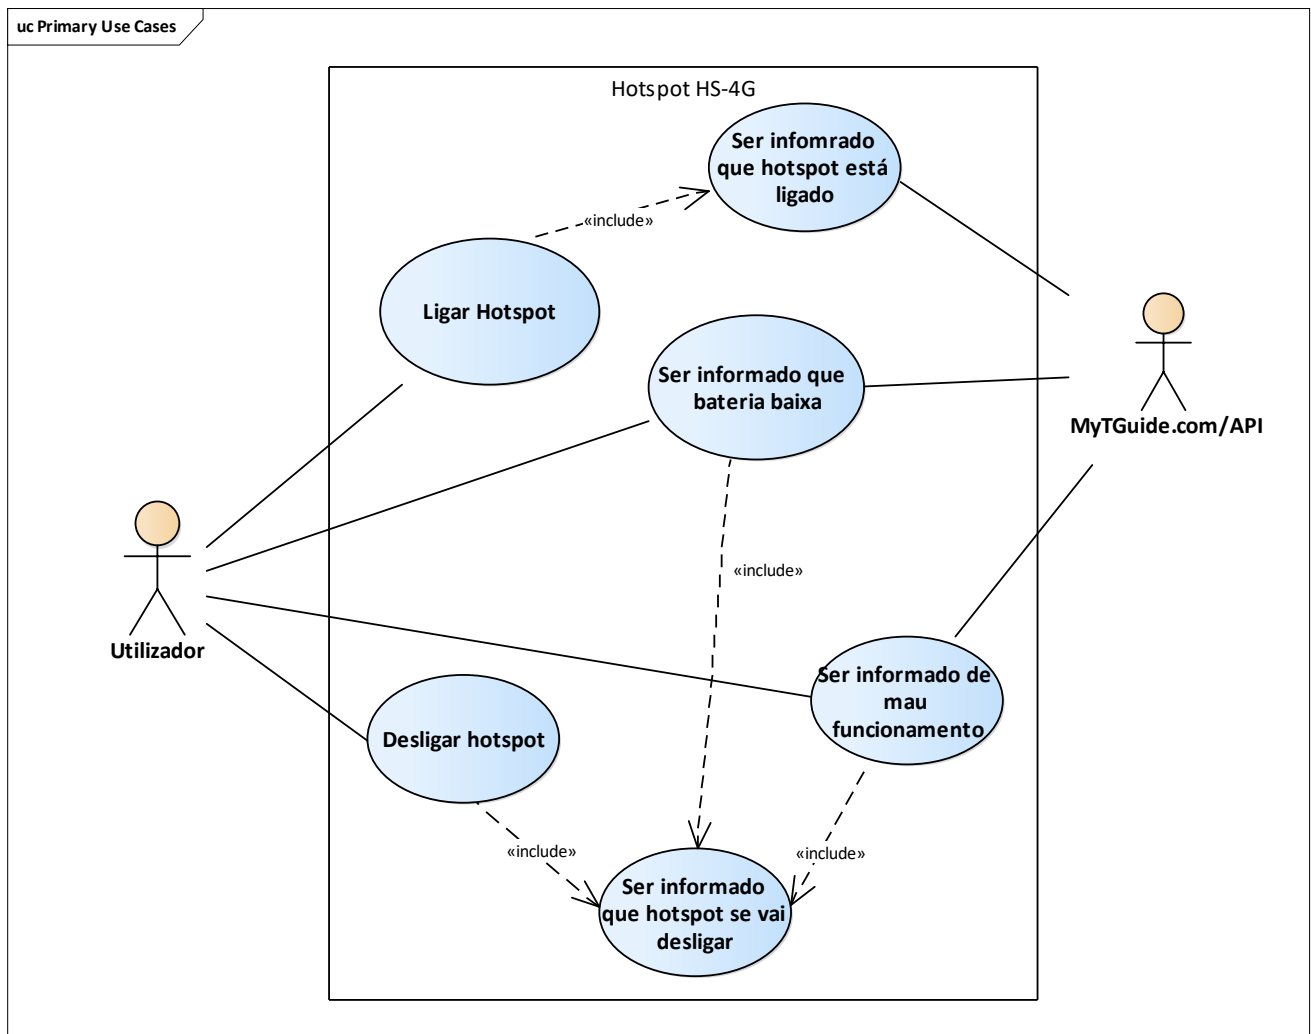 uc Primary Use Cases
Hotspot HS-4G
Ser infomrado
que hotspot está
ligado
«include»
Ligar Hotspot
Ser informado que
bateria baixa
MyTGuide.com/API
«include»
Utilizador
Ser informado de
mau
funcionamento
Desligar hotspot
«include»
«include»
Ser informado
que hotspot se vai
desligar